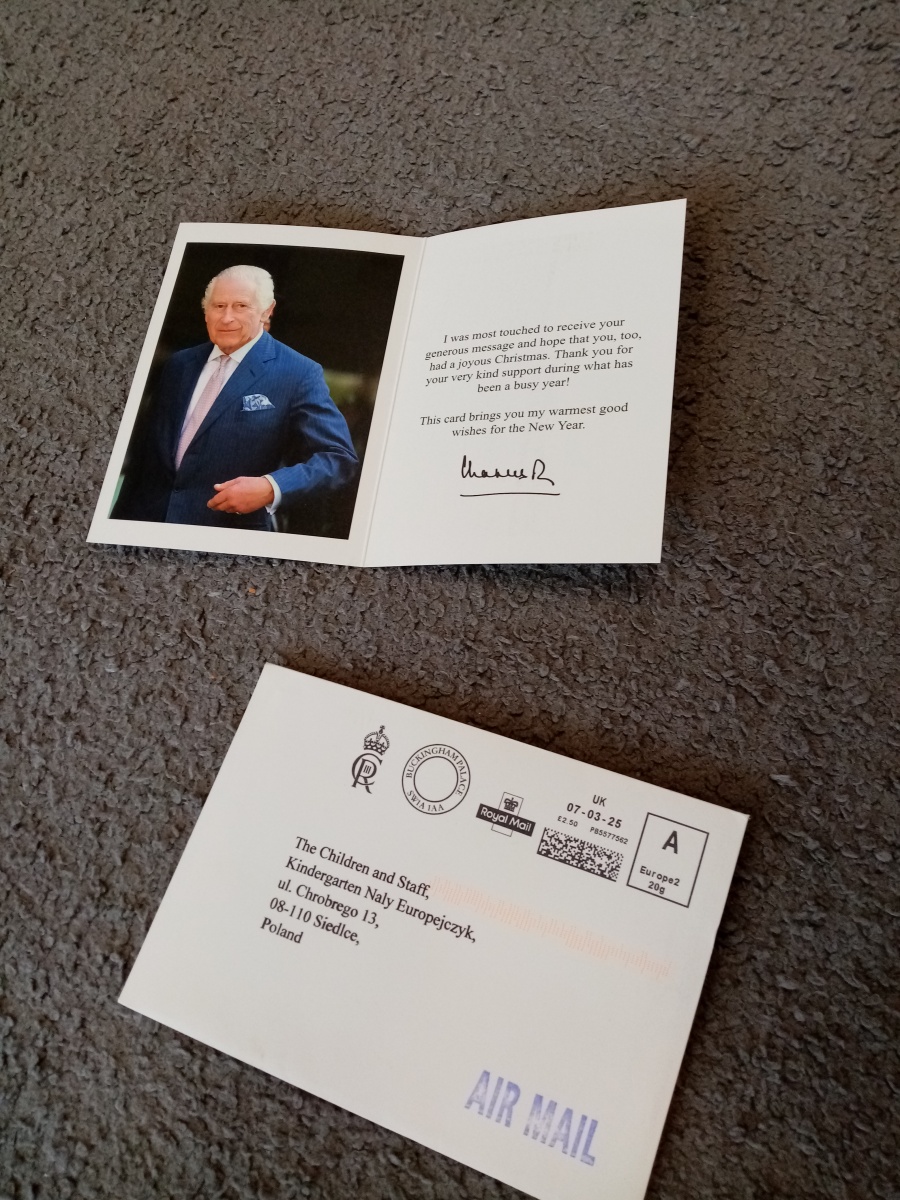 I was most touched to receive your
generous message and hope that you, too,
had a joyous Christmas. Thank you for
your very kind support during what has
been a busy year!
This card brings you my warmest good
wishes for the New Year.
Charles R
CR III
BUCKINGHAM PALACE
SW1A 1AA
Royal Mail
UK
07-03-25
£2.50 PB5577562
A
Europe2
20g
The Children and Staff,
Kindergarten Naly Europejczyk,
ul. Chrobrego 13,
08-110 Siedlce,
Poland
AIR MAIL